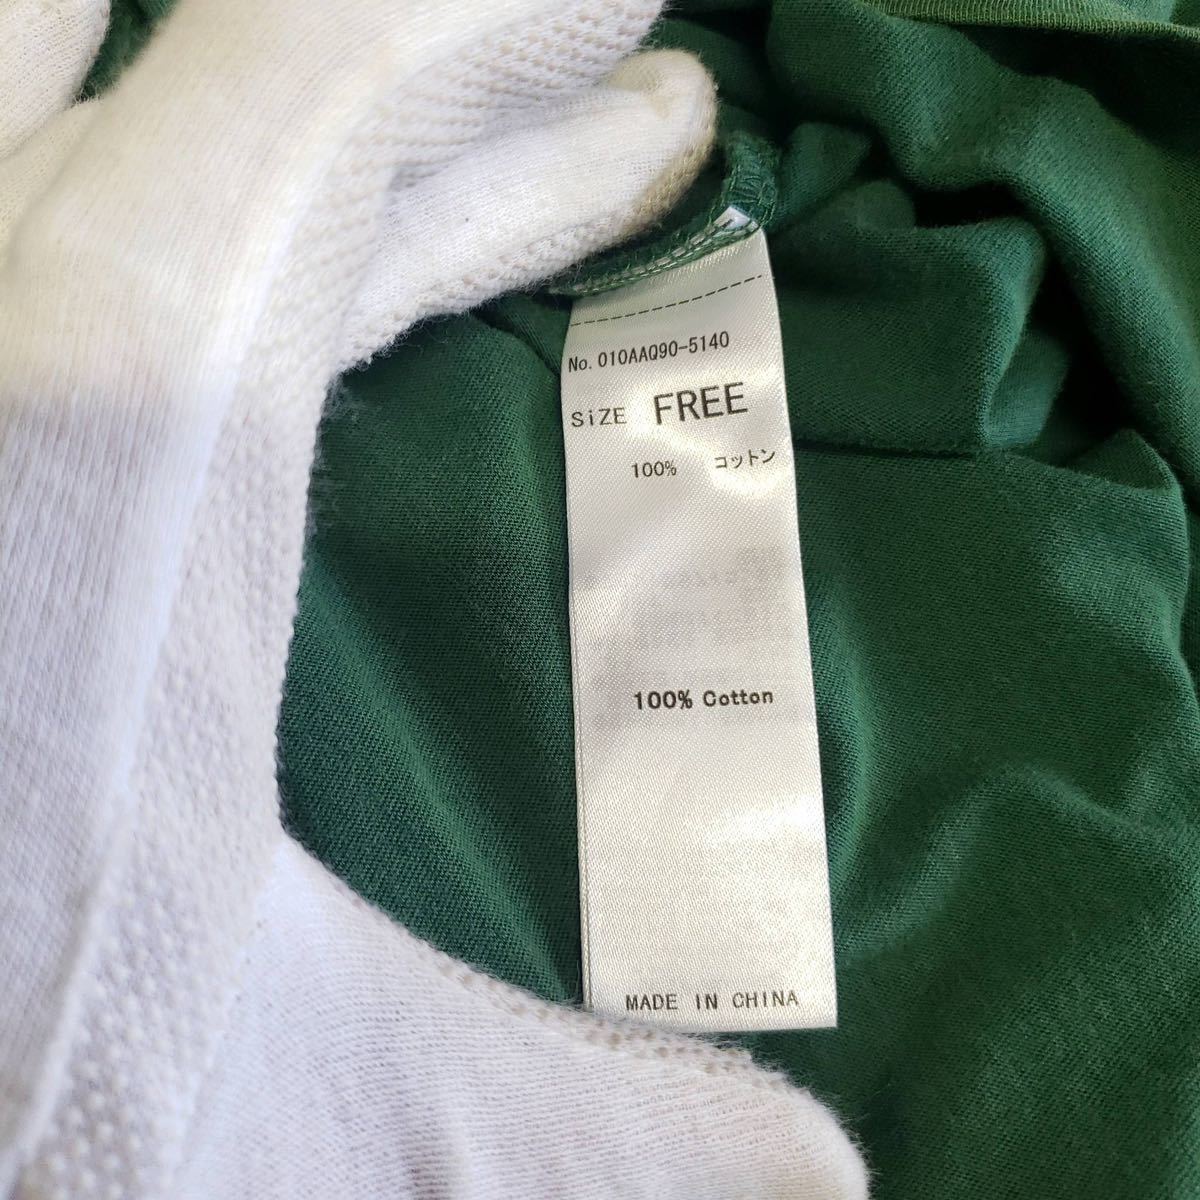 No. 010AAQ90-5140
SiZE FREE
100% コットン
100% Cotton
MADE IN CHINA